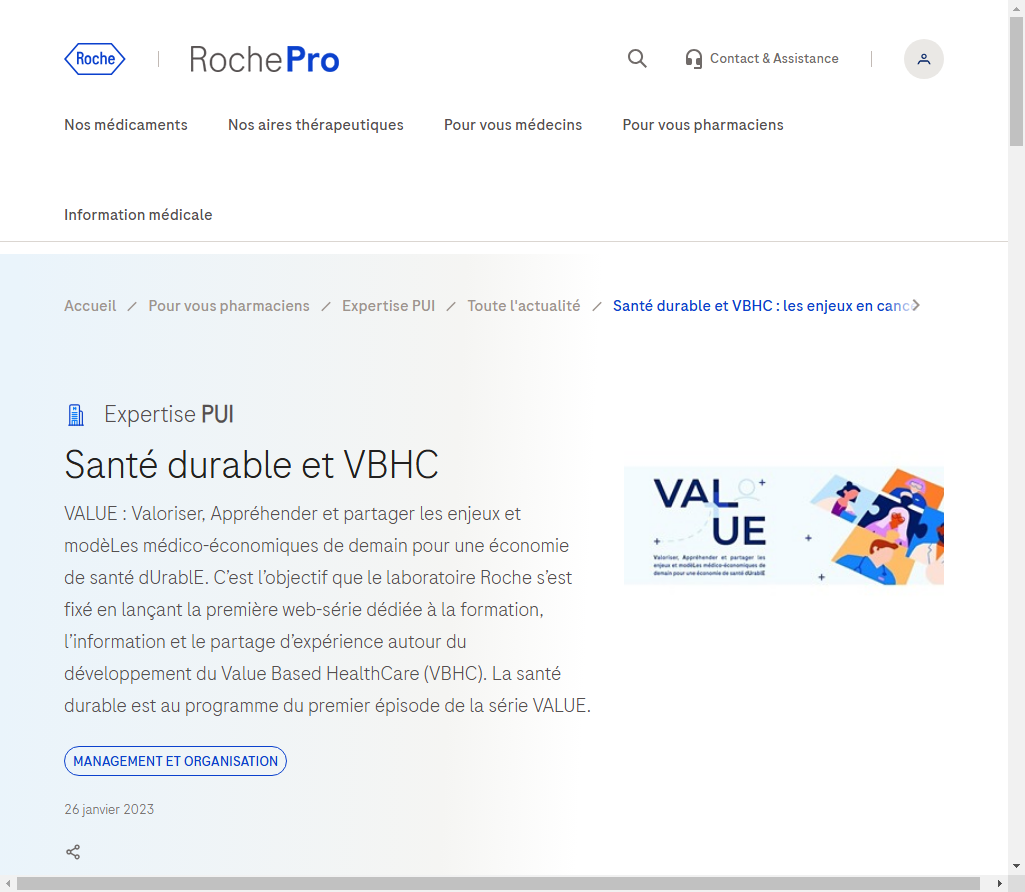 Roche
RochePro
Contact & Assistance
Nos médicaments
Nos aires thérapeutiques
Pour vous médecins
Pour vous pharmaciens
Information médicale
Accueil / Pour vous pharmaciens / Expertise PUI / Toute l'actualité / Santé durable et VBHC : les enjeux en canc
Expertise PUI
Santé durable et VBHC
VALUE : Valoriser, Appréhender et partager les enjeux et
modèLes médico-économiques de demain pour une économie
de santé dUrablE. C’est l’objectif que le laboratoire Roche s’est
fixé en lançant la première web-série dédiée à la formation,
l’information et le partage d’expérience autour du
développement du Value Based HealthCare (VBHC). La santé
durable est au programme du premier épisode de la série VALUE.
VAL
UE
Valoriser, Appréhender et partager les
enjeux et modèLes médico-économiques de
demain pour une économie de santé dUrablE
MANAGEMENT ET ORGANISATION
26 janvier 2023